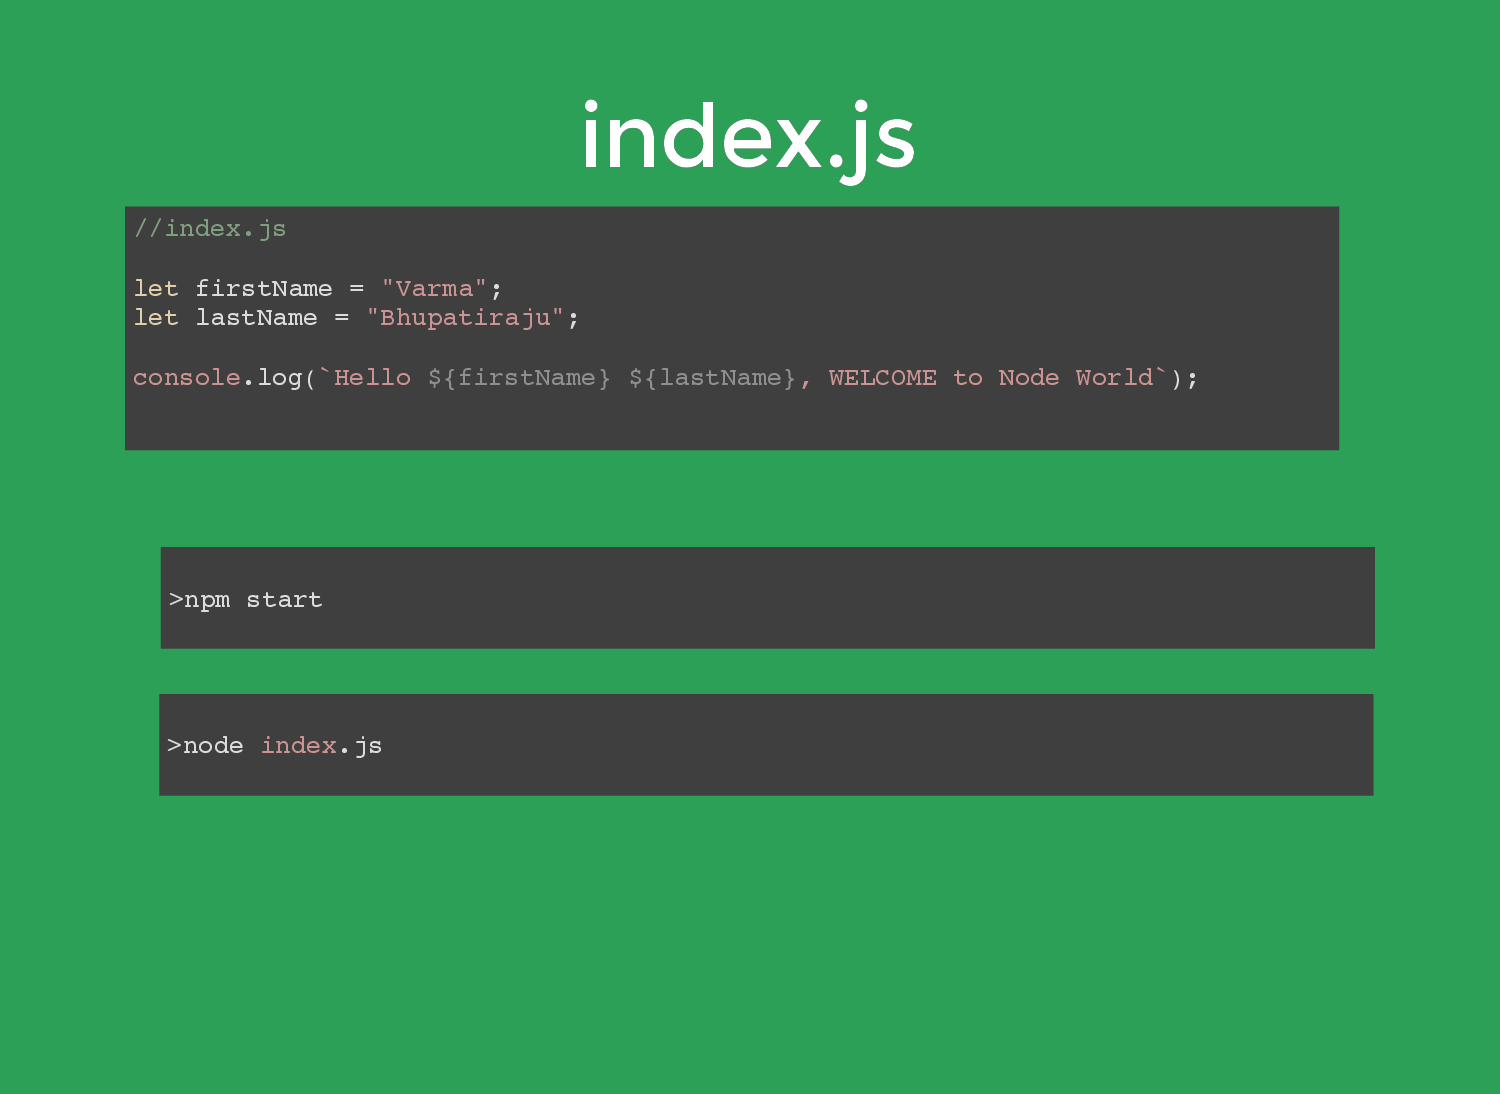 index.js
//index.js
let firstName = "Varma";
let lastName = "Bhupatiraju";
console.log(`Hello ${firstName} ${lastName}, WELCOME to Node World`);
>npm start
>node index.js